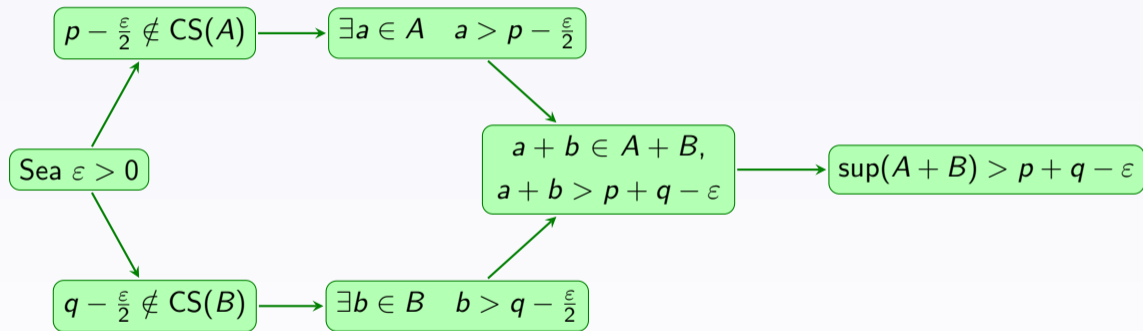 p − ε/2 ∉ CS(A)
∃a ∈ A a > p − ε/2
Sea ε > 0
a + b ∈ A + B,
a + b > p + q − ε
sup(A + B) > p + q − ε
q − ε/2 ∉ CS(B)
∃b ∈ B b > q − ε/2